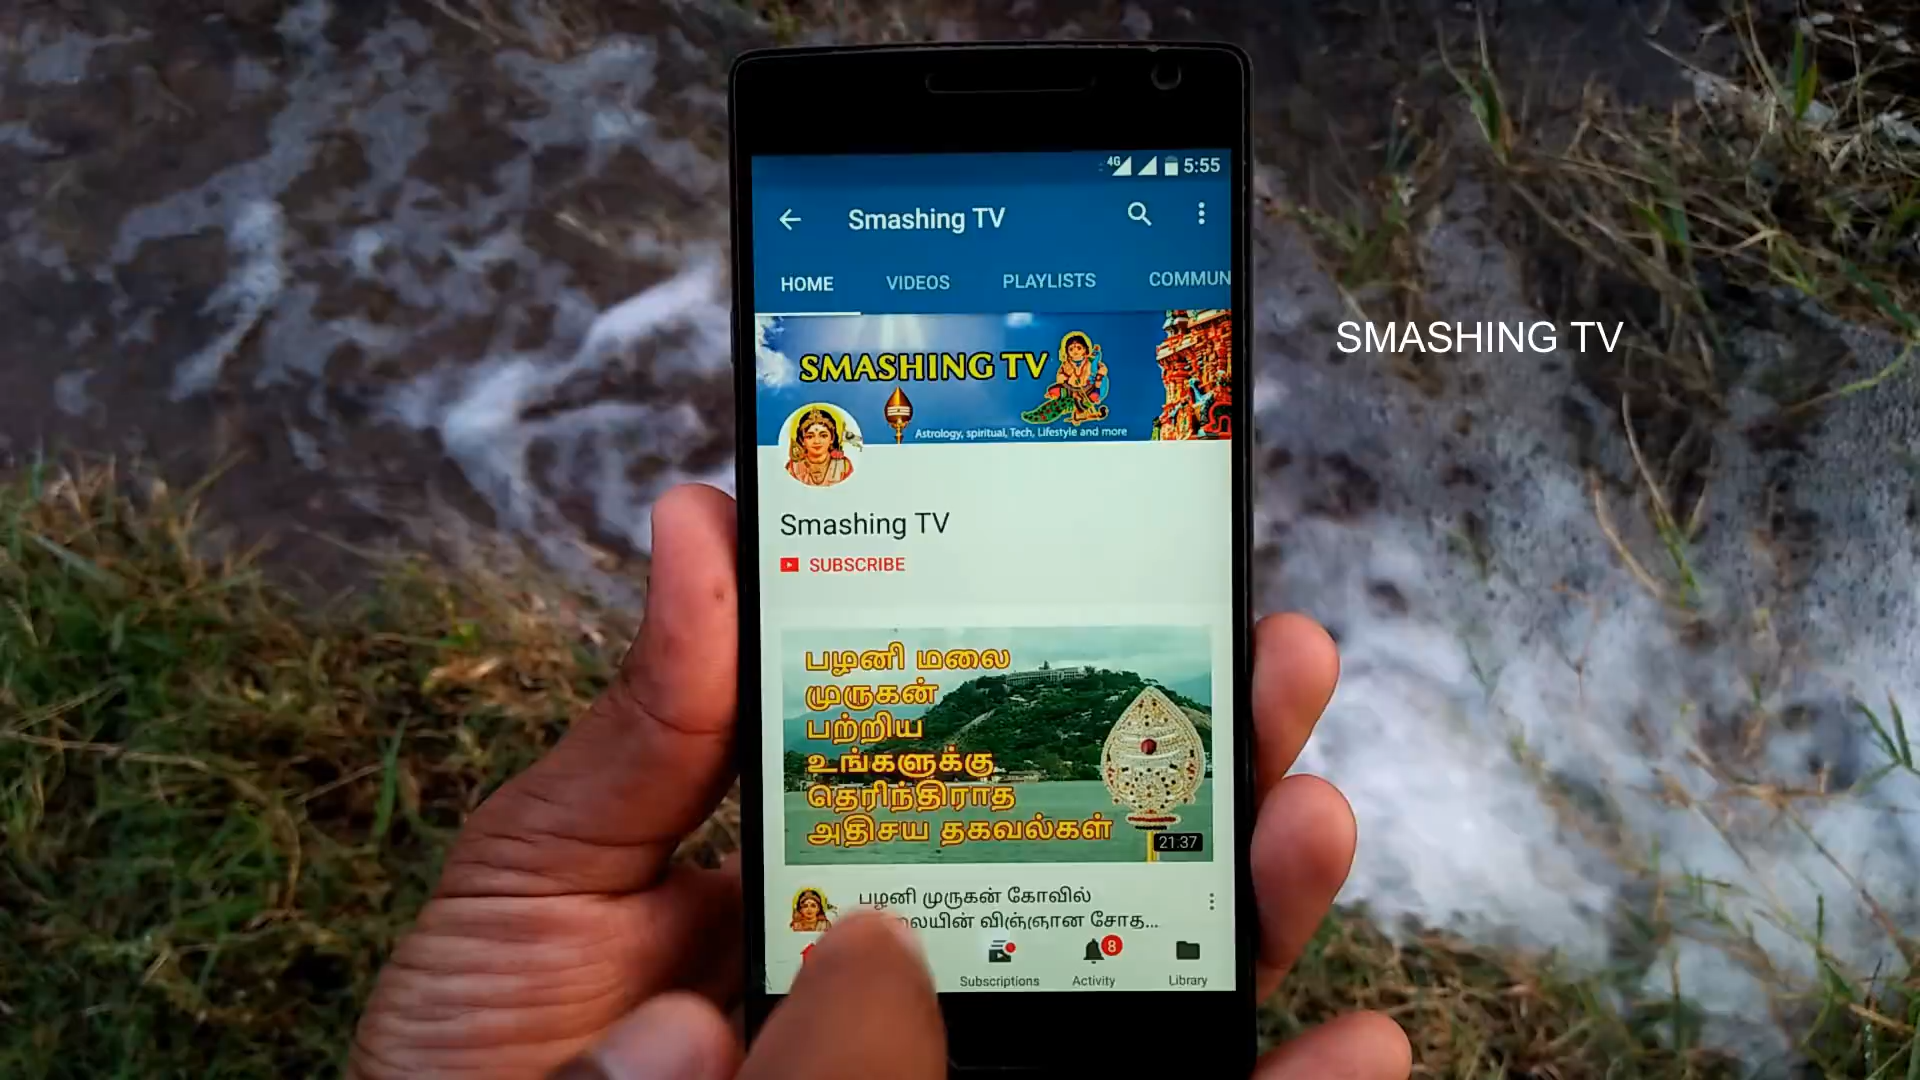 4G 5:55
Smashing TV
HOME VIDEOS PLAYLISTS COMMUN
SMASHING TV
Astrology, spiritual, Tech, Lifestyle and more
SMASHING TV
Smashing TV
SUBSCRIBE
பழனி மலை
முருகன்
பற்றிய
உங்களுக்கு
தெரிந்திராத
அதிசய தகவல்கள்
21:37
பழனி முருகன் கோவில்
விஞ்ஞான சோத...
8
Subscriptions Activity Library